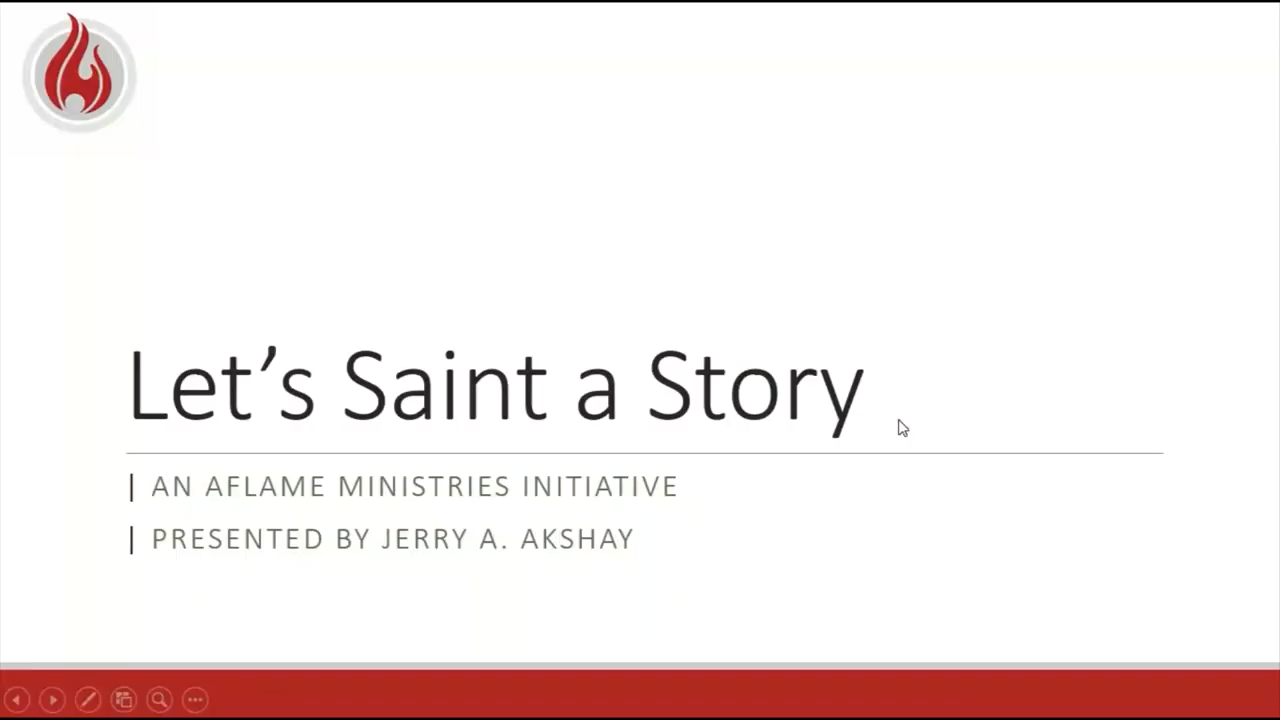 Let's Saint a Story
| AN AFLAME MINISTRIES INITIATIVE
| PRESENTED BY JERRY A. AKSHAY